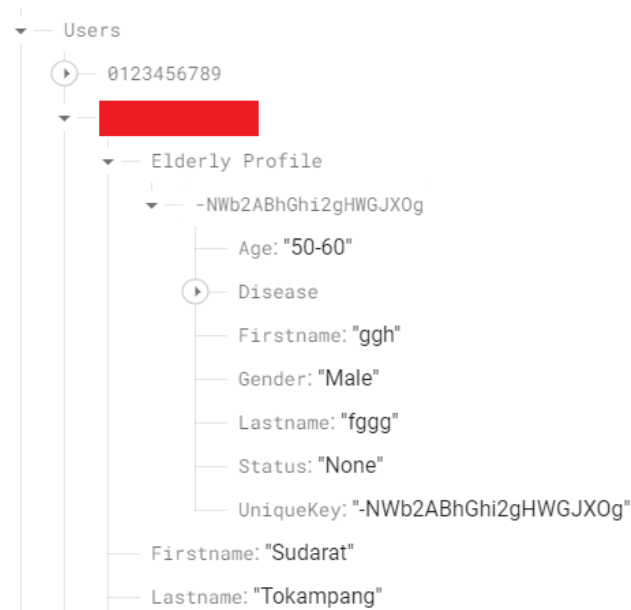 Users
0123456789
Elderly Profile
-NWb2ABhGhi2gHWGJXOg
Age: "50-60"
Disease
Firstname: "ggh"
Gender: "Male"
Lastname: "fggg"
Status: "None"
UniqueKey: "-NWb2ABhGhi2gHWGJXOg"
Firstname: "Sudarat"
Lastname: "Tokampang"